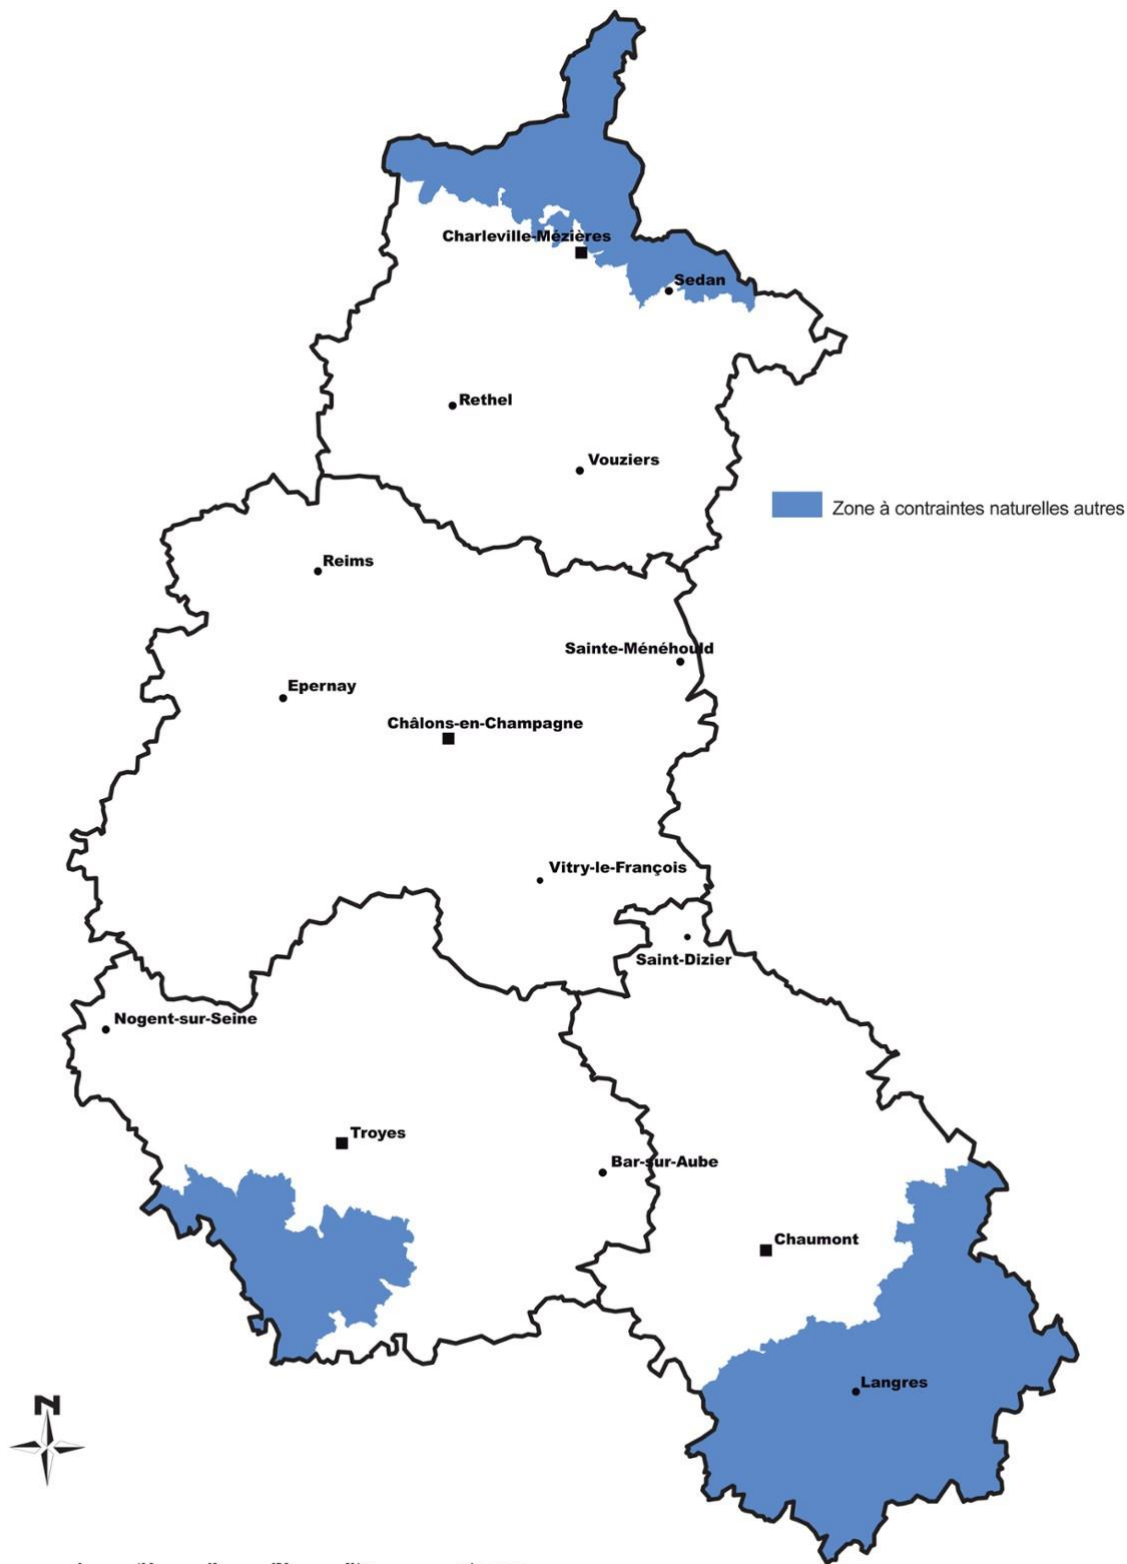 Charleville-Mézières
Sedan
Rethel
Vouziers
Zone à contraintes naturelles autres
Reims
Sainte-Ménéhould
Epernay
Châlons-en-Champagne
Vitry-le-François
Saint-Dizier
Nogent-sur-Seine
Troyes
Bar-sur-Aube
Chaumont
Langres
N